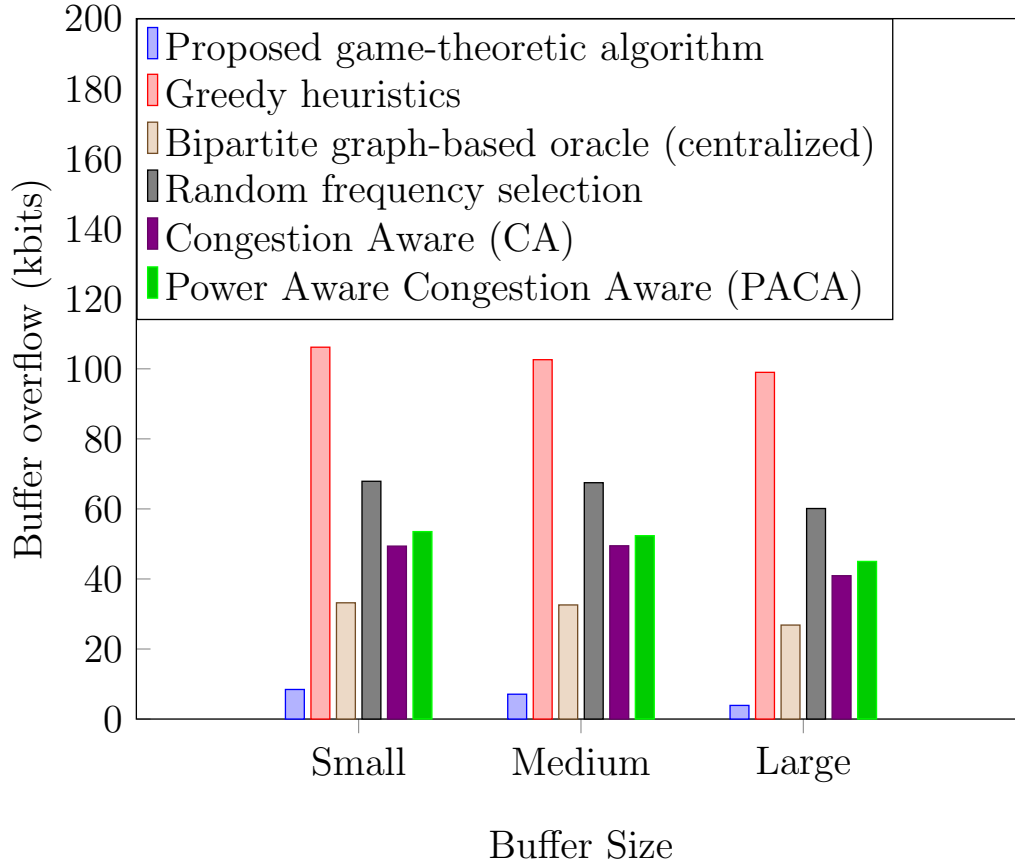 200
180
160
140
120
100
80
60
40
20
0
Buffer overflow (kbits)
Proposed game-theoretic algorithm
Greedy heuristics
Bipartite graph-based oracle (centralized)
Random frequency selection
Congestion Aware (CA)
Power Aware Congestion Aware (PACA)
Small Medium Large
Buffer Size